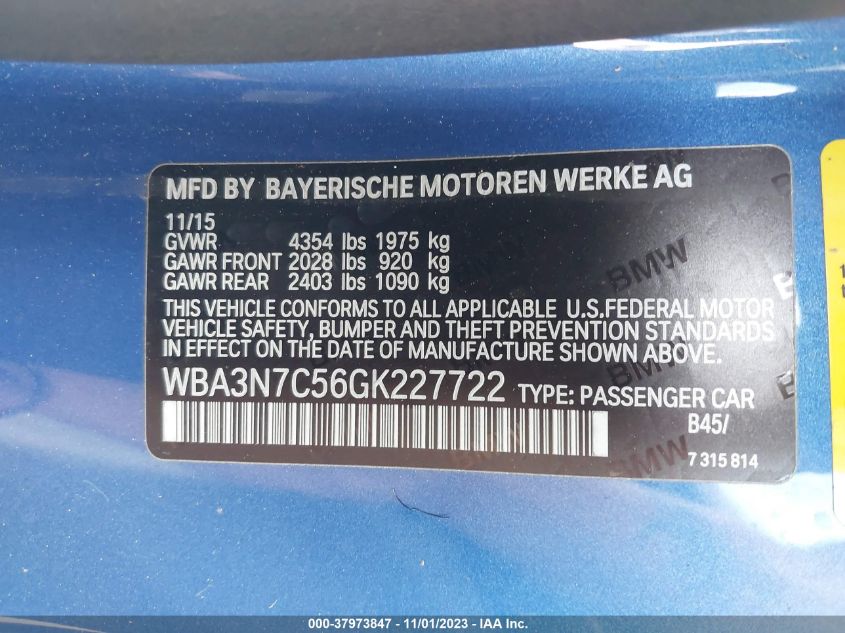 MFD BY BAYERISCHE MOTOREN WERKE AG
11/15
GVWR 4354 lbs 1975 kg
GAWR FRONT 2028 lbs 920 kg
GAWR REAR 2403 lbs 1090 kg
THIS VEHICLE CONFORMS TO ALL APPLICABLE U.S.FEDERAL MOTOR
VEHICLE SAFETY, BUMPER AND THEFT PREVENTION STANDARDS
IN EFFECT ON THE DATE OF MANUFACTURE SHOWN ABOVE.
WBA3N7C56GK227722 TYPE: PASSENGER CAR
B45/
7 315 814
BMW
BMW
BMW
000-37973847 - 11/01/2023 - IAA Inc.